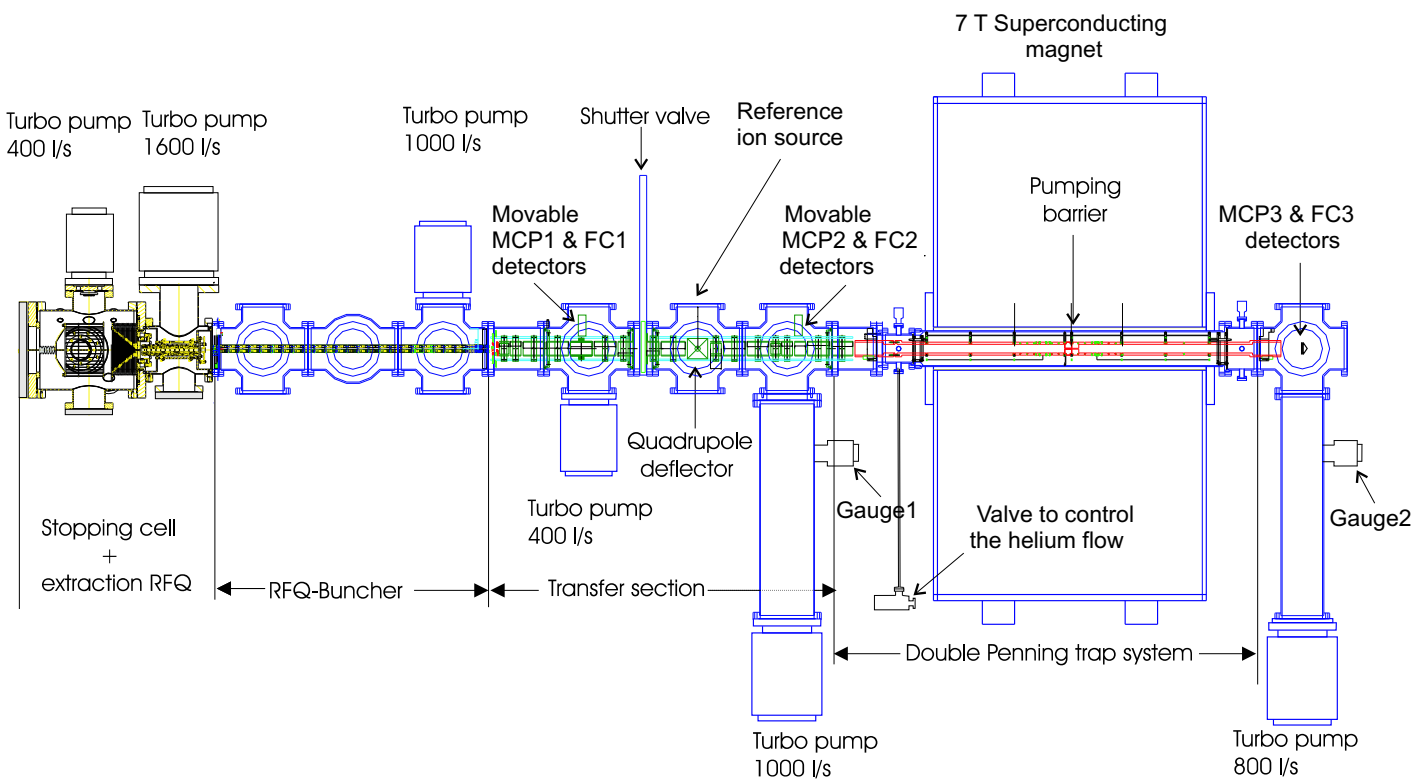 7 T Superconducting
magnet
Turbo pump
400 l/s
Turbo pump
1600 l/s
Turbo pump
1000 l/s
Shutter valve
Reference
ion source
Movable
MCP1 & FC1
detectors
Movable
MCP2 & FC2
detectors
Pumping
barrier
MCP3 & FC3
detectors
Quadrupole
deflector
Turbo pump
400 l/s
Gauge1
Valve to control
the helium flow
Gauge2
Stopping cell
+
extraction RFQ
RFQ-Buncher
Transfer section
Double Penning trap system
Turbo pump
1000 l/s
Turbo pump
800 l/s